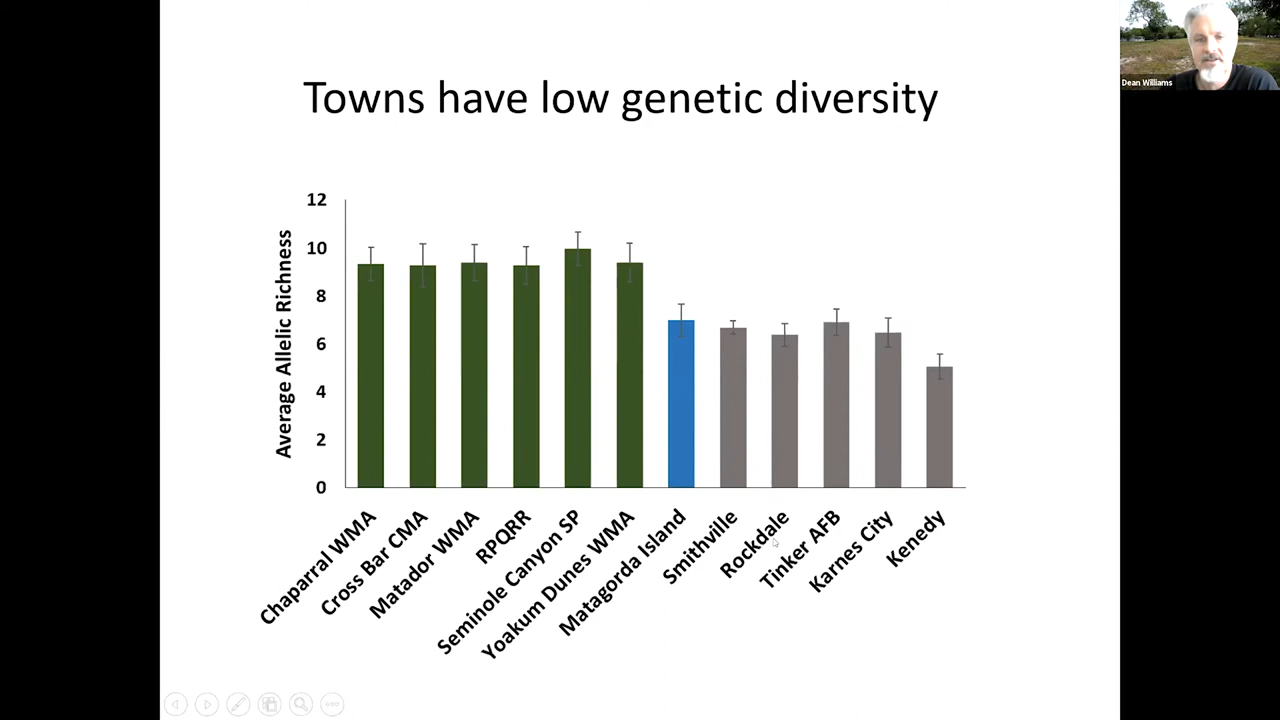 Towns have low genetic diversity
Dean Williams
Average Allelic Richness
12
10
8
6
4
2
0
Chaparral WMA
Cross Bar CMA
Matador WMA
RPQRR
Seminole Canyon SP
Yoakum Dunes WMA
Matagorda Island
Smithville
Rockdale
Tinker AFB
Karnes City
Kenedy